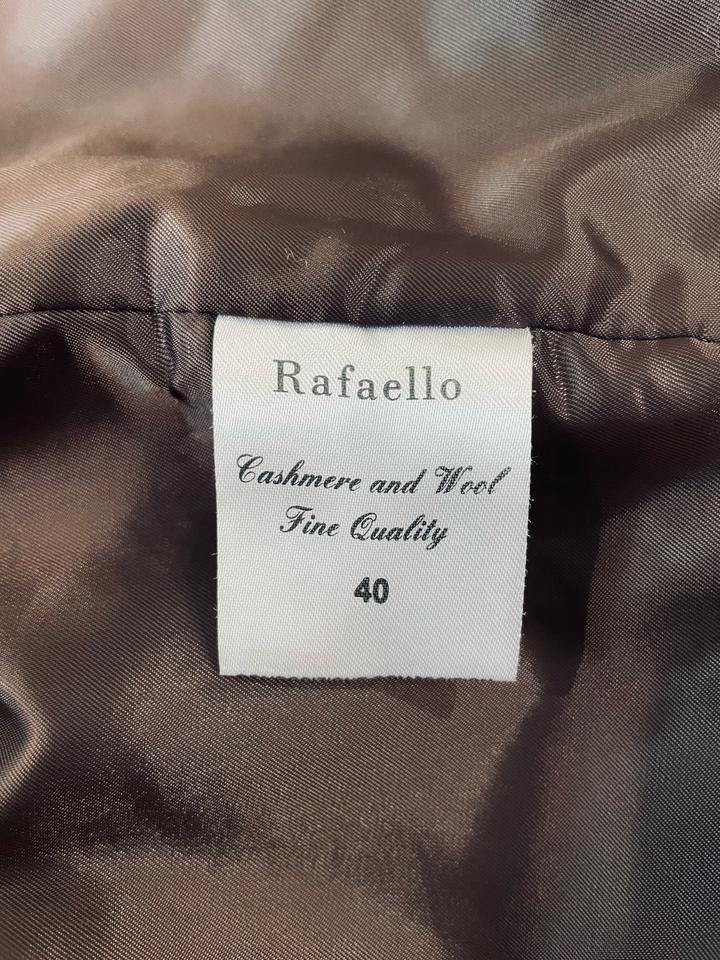 Rafaello
Cashmere and Wool
Fine Quality
40